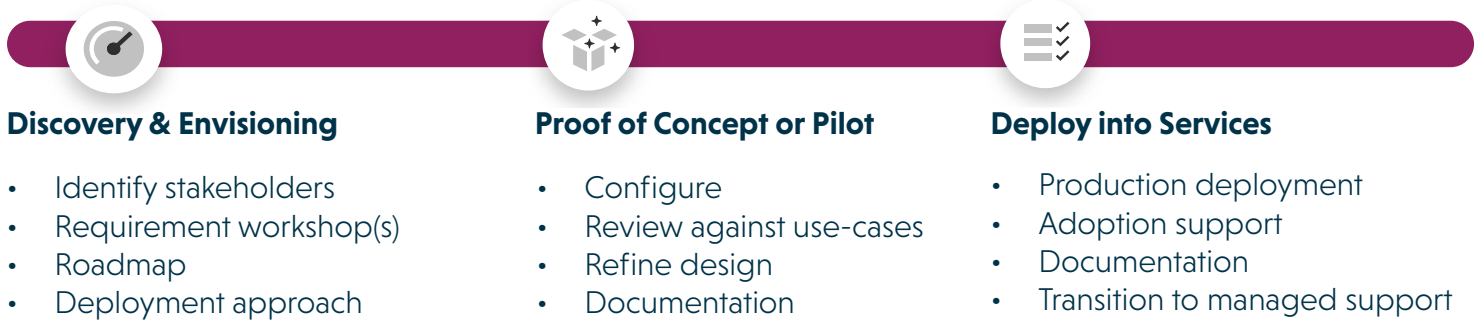 Discovery & Envisioning
• Identify stakeholders
• Requirement workshop(s)
• Roadmap
• Deployment approach
Proof of Concept or Pilot
• Configure
• Review against use-cases
• Refine design
• Documentation
Deploy into Services
• Production deployment
• Adoption support
• Documentation
• Transition to managed support